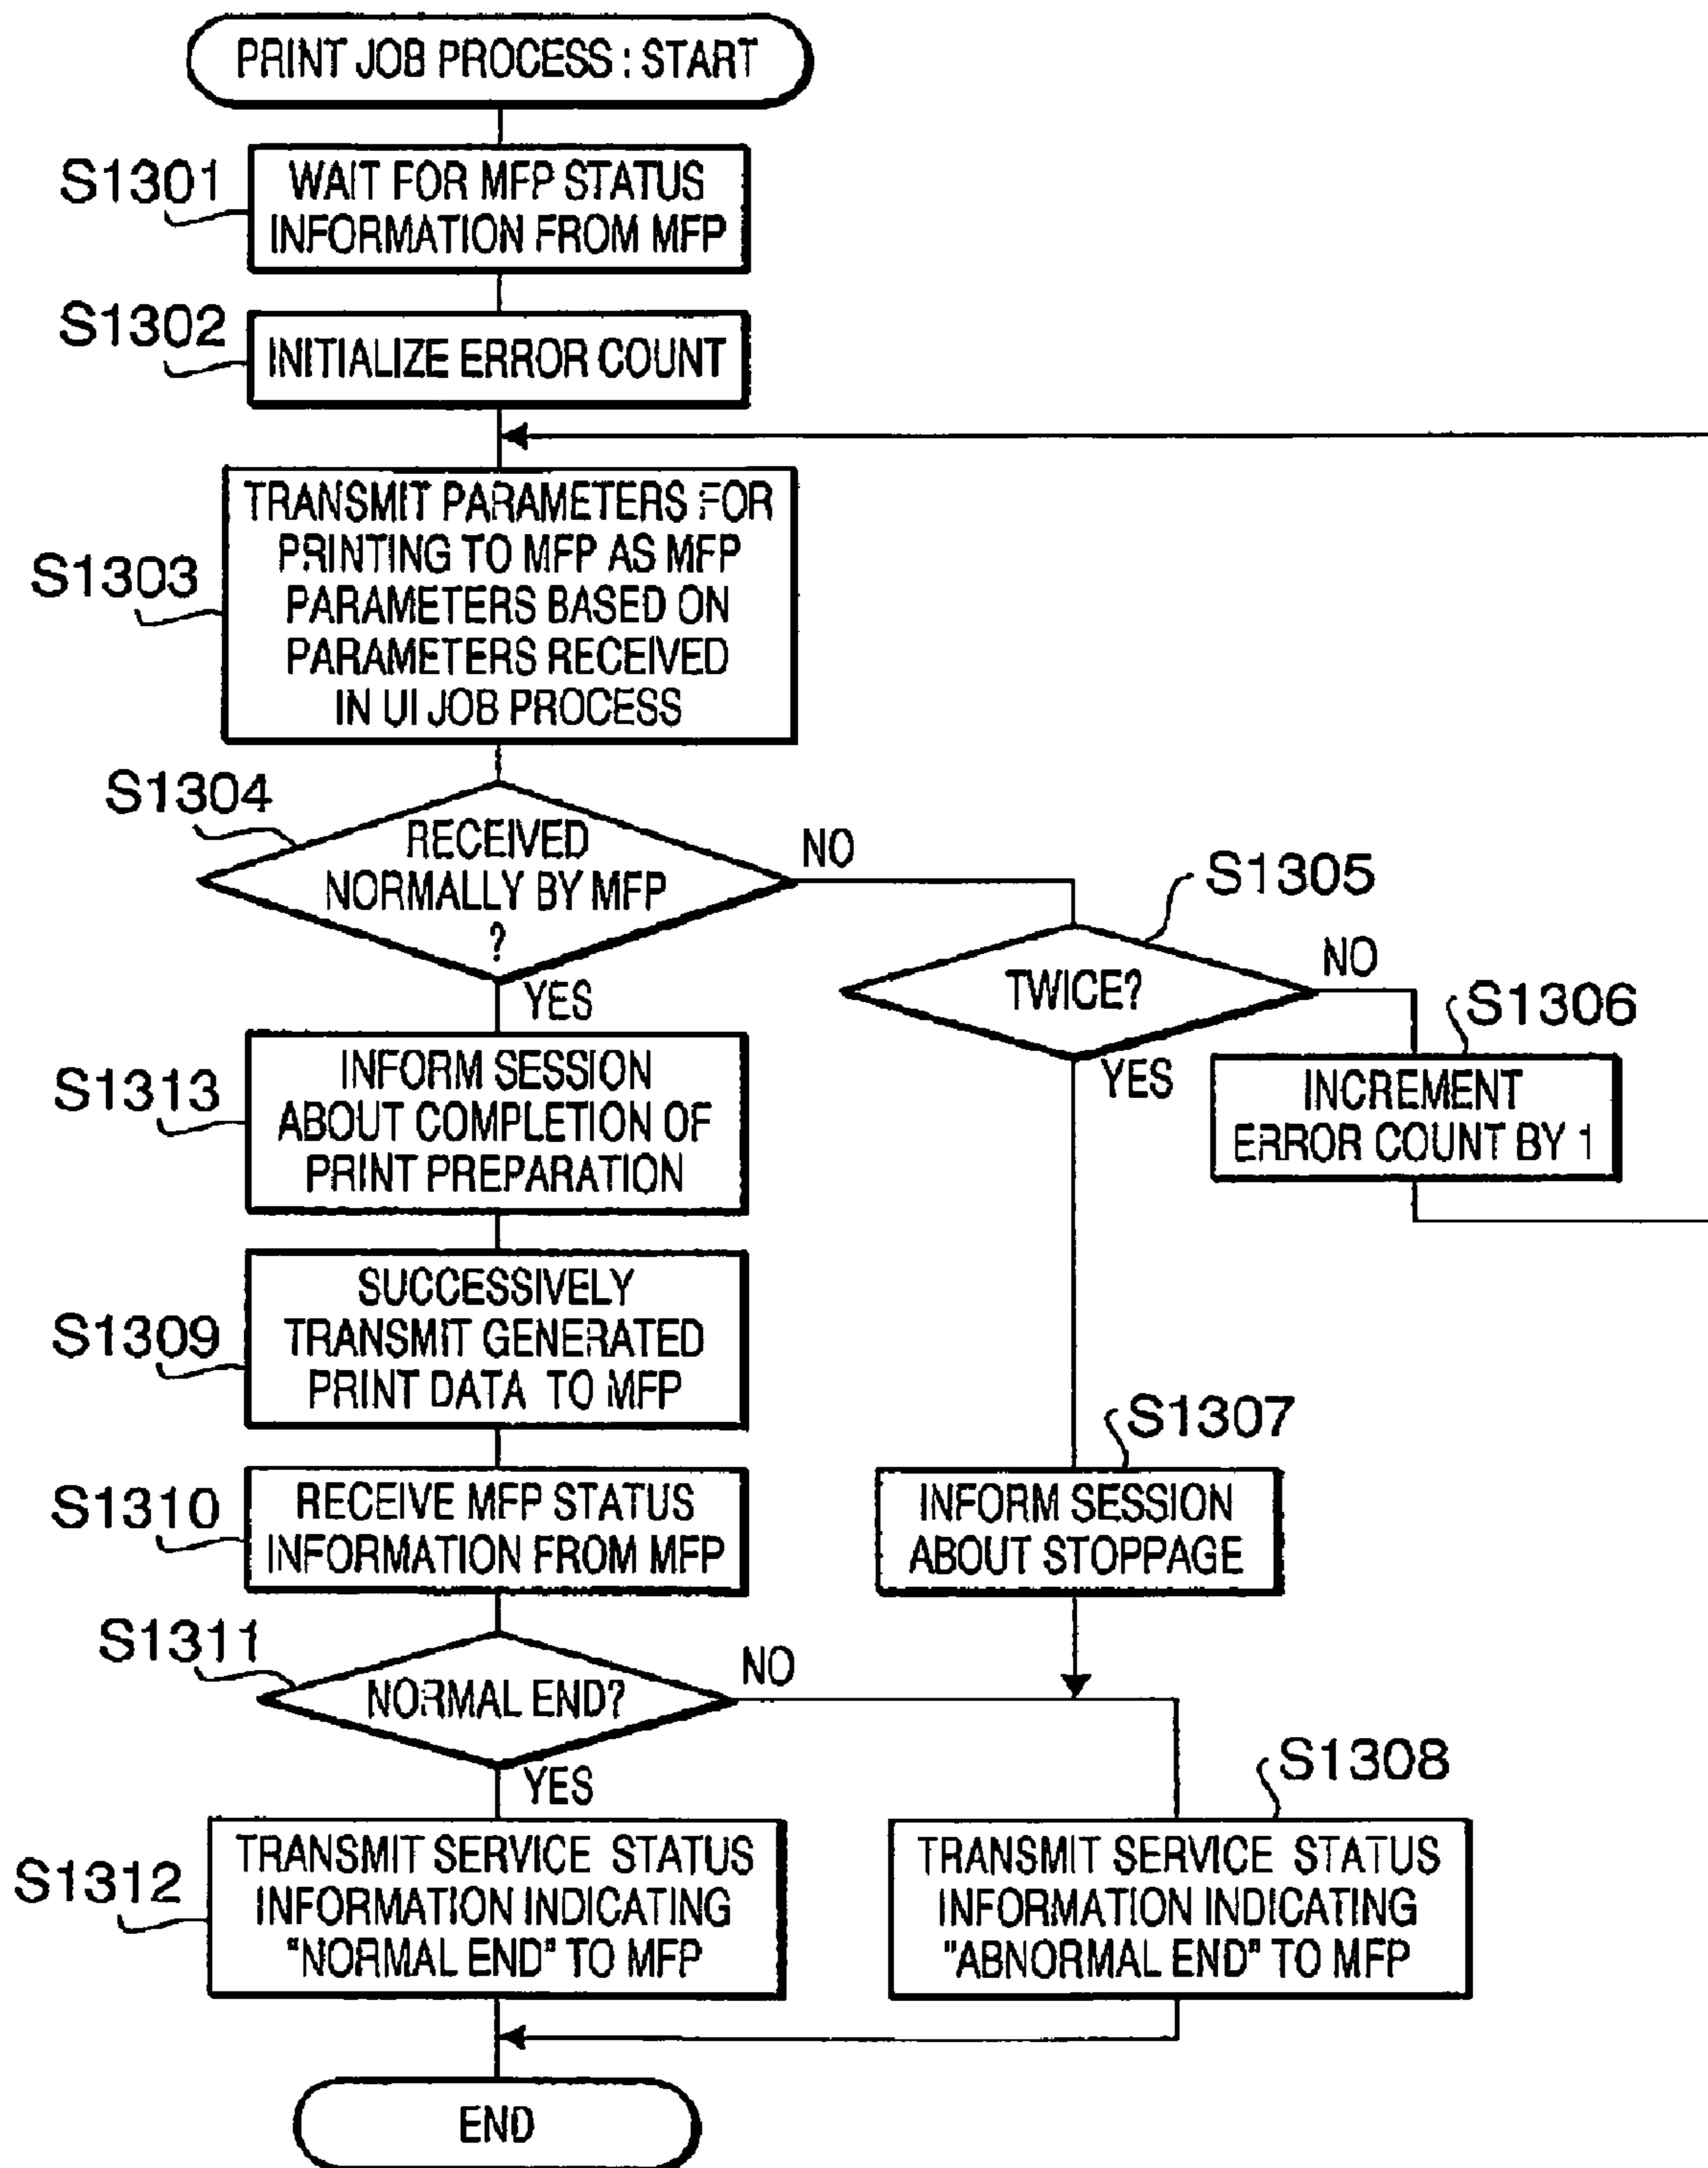 PRINT JOB PROCESS : START
S1301
WAIT FOR MFP STATUS
INFORMATION FROM MFP
S1302
INITIALIZE ERROR COUNT
S1303
TRANSMIT PARAMETERS FOR
PRINTING TO MFP AS MFP
PARAMETERS BASED ON
PARAMETERS RECEIVED
IN UI JOB PROCESS
S1304
RECEIVED
NORMALLY BY MFP
?
NO
YES
S1305
TWICE?
NO
YES
S1306
INCREMENT
ERROR COUNT BY 1
S1313
INFORM SESSION
ABOUT COMPLETION OF
PRINT PREPARATION
S1309
SUCCESSIVELY
TRANSMIT GENERATED
PRINT DATA TO MFP
S1307
INFORM SESSION
ABOUT STOPPAGE
S1310
RECEIVE MFP STATUS
INFORMATION FROM MFP
S1311
NORMAL END?
NO
YES
S1308
TRANSMIT SERVICE STATUS
INFORMATION INDICATING
"ABNORMAL END" TO MFP
S1312
TRANSMIT SERVICE STATUS
INFORMATION INDICATING
"NORMAL END" TO MFP
END